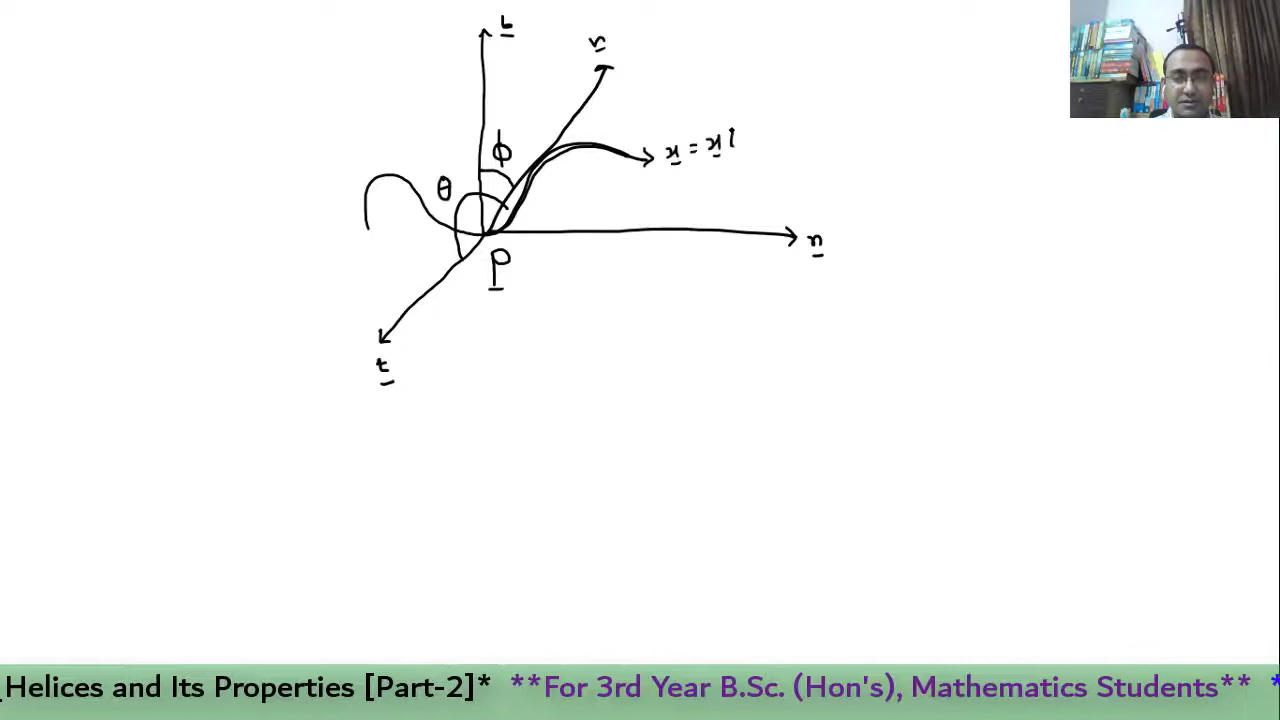 b
n
ϕ
x = x(
θ
n
P
t
Helices and Its Properties [Part-2]* **For 3rd Year B.Sc. (Hon's), Mathematics Students** *